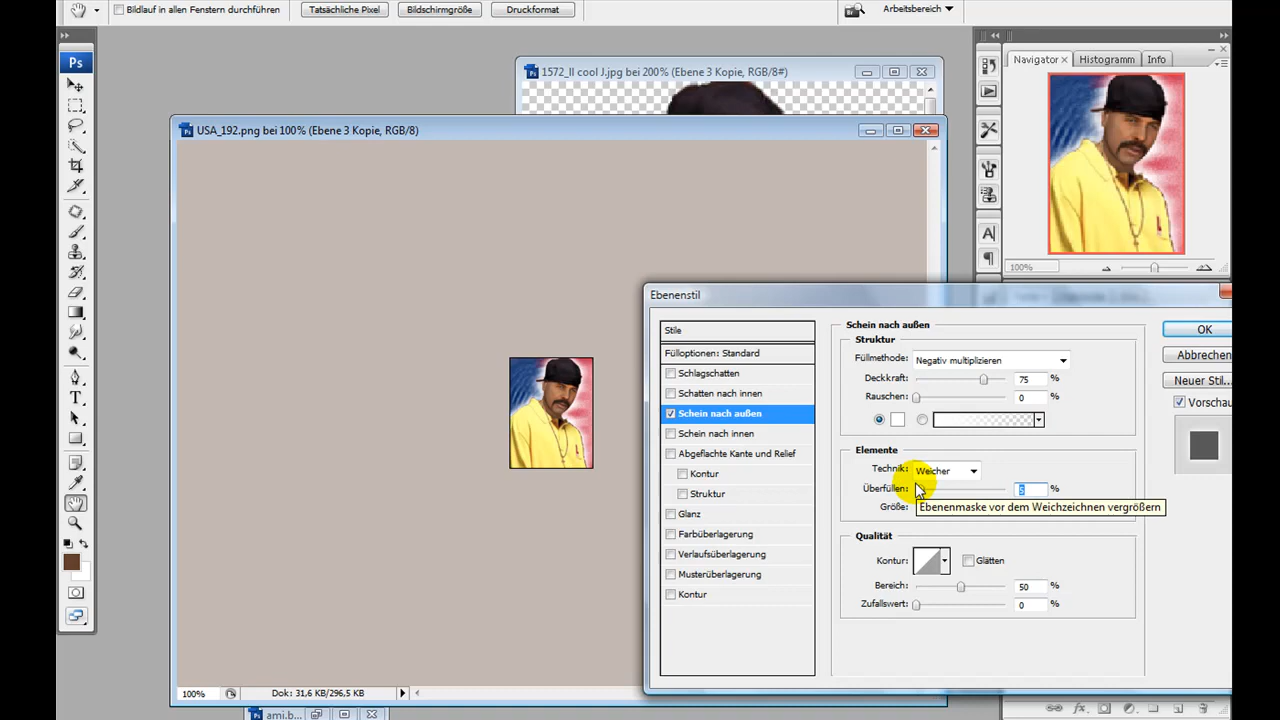 Bildlauf in allen Fenstern durchführen
Tatsächliche Pixel
Bildschirmgröße
Druckformat
Arbeitsbereich
Ps
1572_ll cool J.jpg bei 200% (Ebene 3 Kopie, RGB/8#)
USA_192.png bei 100% (Ebene 3 Kopie, RGB/8)
Navigator
Histogramm
Info
100%
Ebenenstil
Stile
Fülloptionen: Standard
Schlagschatten
Schatten nach innen
Schein nach außen
Schein nach innen
Abgeflachte Kante und Relief
Kontur
Struktur
Glanz
Farbüberlagerung
Verlaufsüberlagerung
Musterüberlagerung
Kontur
Schein nach außen
Struktur
Füllmethode: Negativ multiplizieren
Deckkraft: 75 %
Rauschen: 0 %
Elemente
Technik: Weicher
Überfüllen: 5 %
Größe:
Ebenenmaske vor dem Weichzeichnen vergrößern
Qualität
Kontur: Glätten
Bereich: 50 %
Zufallswert: 0 %
OK
Abbrechen
Neuer Stil...
Vorschau
100%
Dok: 31,6 KB/296,5 KB
ami.b...